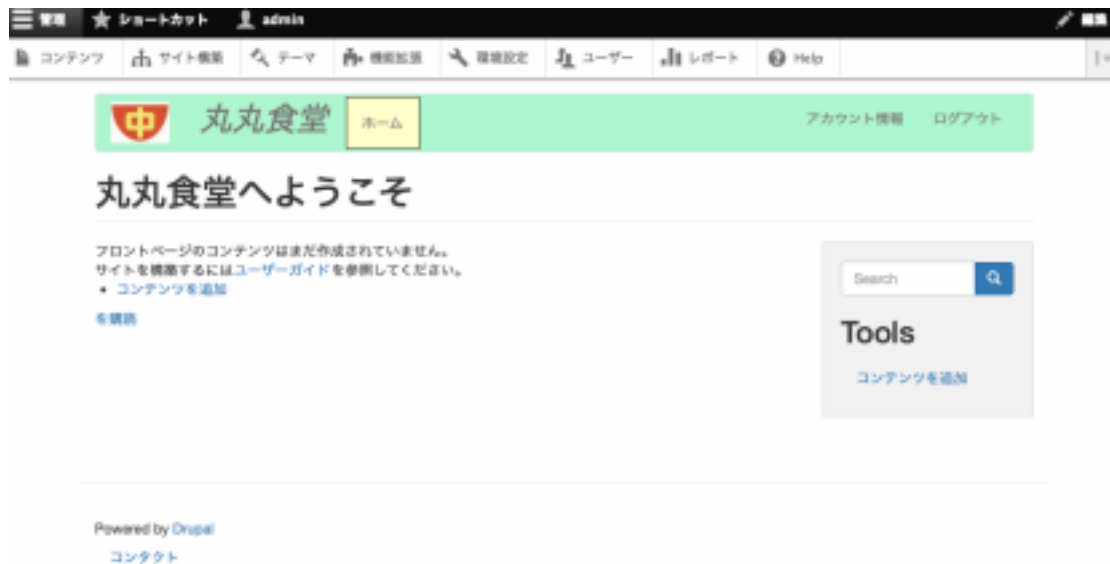 管理 ショートカット admin 編集
コンテンツ サイト構築 テーマ 機能拡張 環境設定 ユーザー レポート Help
中 丸丸食堂 ホーム アカウント情報 ログアウト
丸丸食堂へようこそ
フロントページのコンテンツはまだ作成されていません。
サイトを構築するにはユーザーガイドを参照してください。
• コンテンツを追加
を購読
Search
Tools
コンテンツを追加
Powered by Drupal
コンタクト